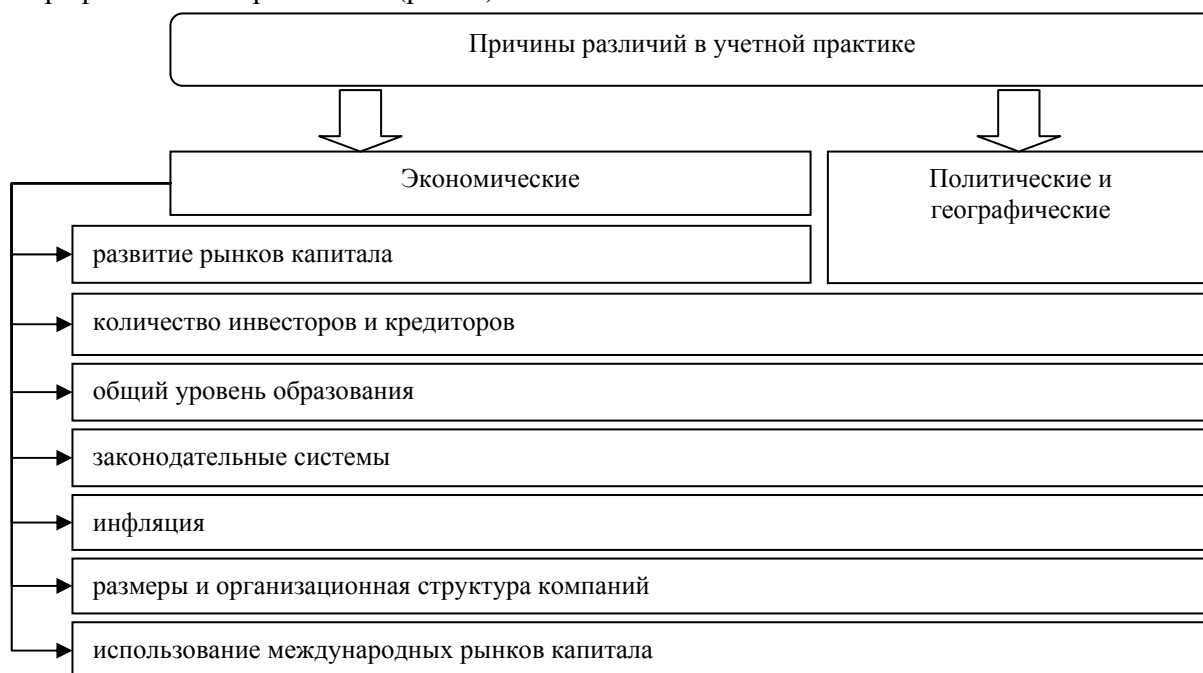 Причины различий в учетной практике
Экономические
Политические и
географические
развитие рынков капитала
количество инвесторов и кредиторов
общий уровень образования
законодательные системы
инфляция
размеры и организационная структура компаний
использование международных рынков капитала